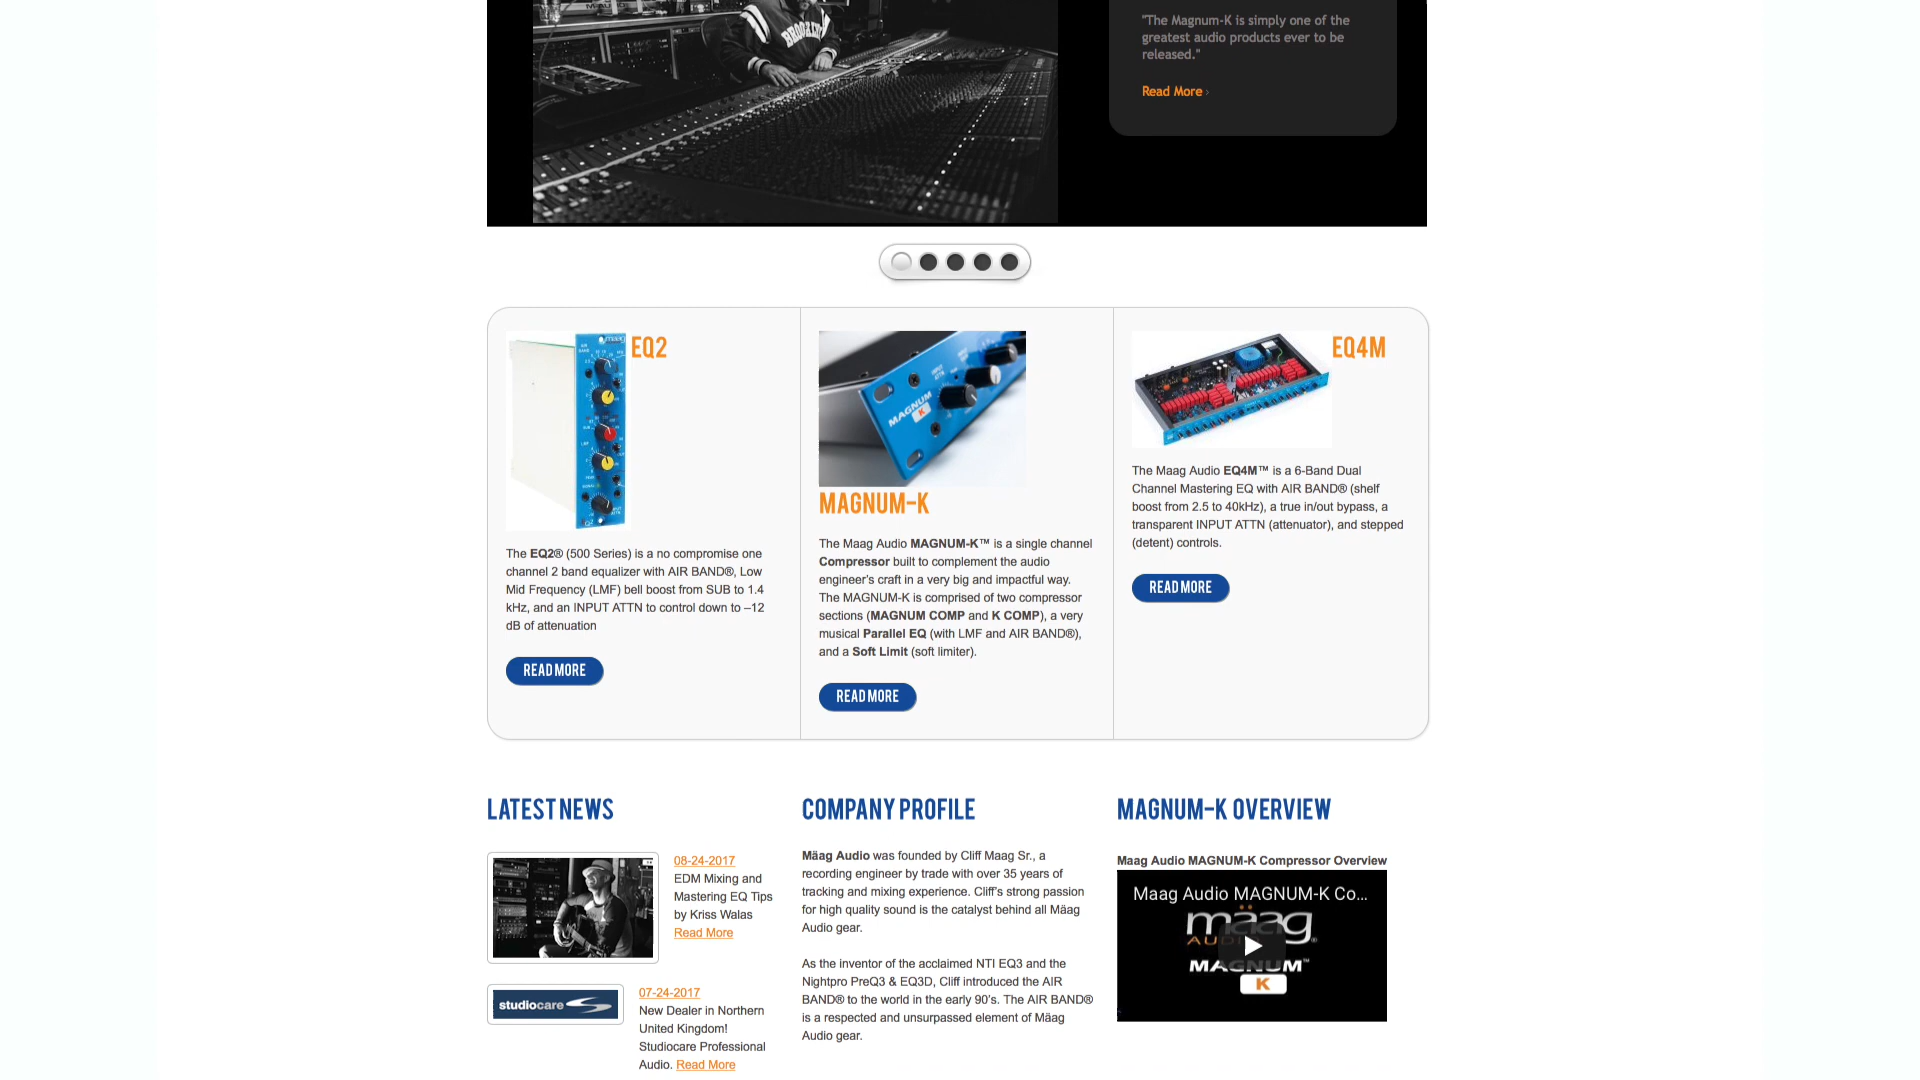 "The Magnum-K is simply one of the
greatest audio products ever to be
released."
Read More ›
EQ2
MAGNUM K
MAGNUM-K
EQ4M
The EQ2® (500 Series) is a no compromise one
channel 2 band equalizer with AIR BAND®, Low
Mid Frequency (LMF) bell boost from SUB to 1.4
kHz, and an INPUT ATTN to control down to –12
dB of attenuation
READ MORE
The Maag Audio MAGNUM-K™ is a single channel
Compressor built to complement the audio
engineer’s craft in a very big and impactful way.
The MAGNUM-K is comprised of two compressor
sections (MAGNUM COMP and K COMP), a very
musical Parallel EQ (with LMF and AIR BAND®),
and a Soft Limit (soft limiter).
READ MORE
The Maag Audio EQ4M™ is a 6-Band Dual
Channel Mastering EQ with AIR BAND® (shelf
boost from 2.5 to 40kHz), a true in/out bypass, a
transparent INPUT ATTN (attenuator), and stepped
(detent) controls.
READ MORE
LATEST NEWS
08-24-2017
EDM Mixing and
Mastering EQ Tips
by Kriss Walas
Read More
studiocare
07-24-2017
New Dealer in Northern
United Kingdom!
Studiocare Professional
Audio. Read More
COMPANY PROFILE
Mäag Audio was founded by Cliff Maag Sr., a
recording engineer by trade with over 35 years of
tracking and mixing experience. Cliff’s strong passion
for high quality sound is the catalyst behind all Mäag
Audio gear.
As the inventor of the acclaimed NTI EQ3 and the
Nightpro PreQ3 & EQ3D, Cliff introduced the AIR
BAND® to the world in the early 90’s. The AIR BAND®
is a respected and unsurpassed element of Mäag
Audio gear.
MAGNUM-K OVERVIEW
Maag Audio MAGNUM-K Compressor Overview
Maag Audio MAGNUM-K Co...
mäag®
MAGNUM™
K